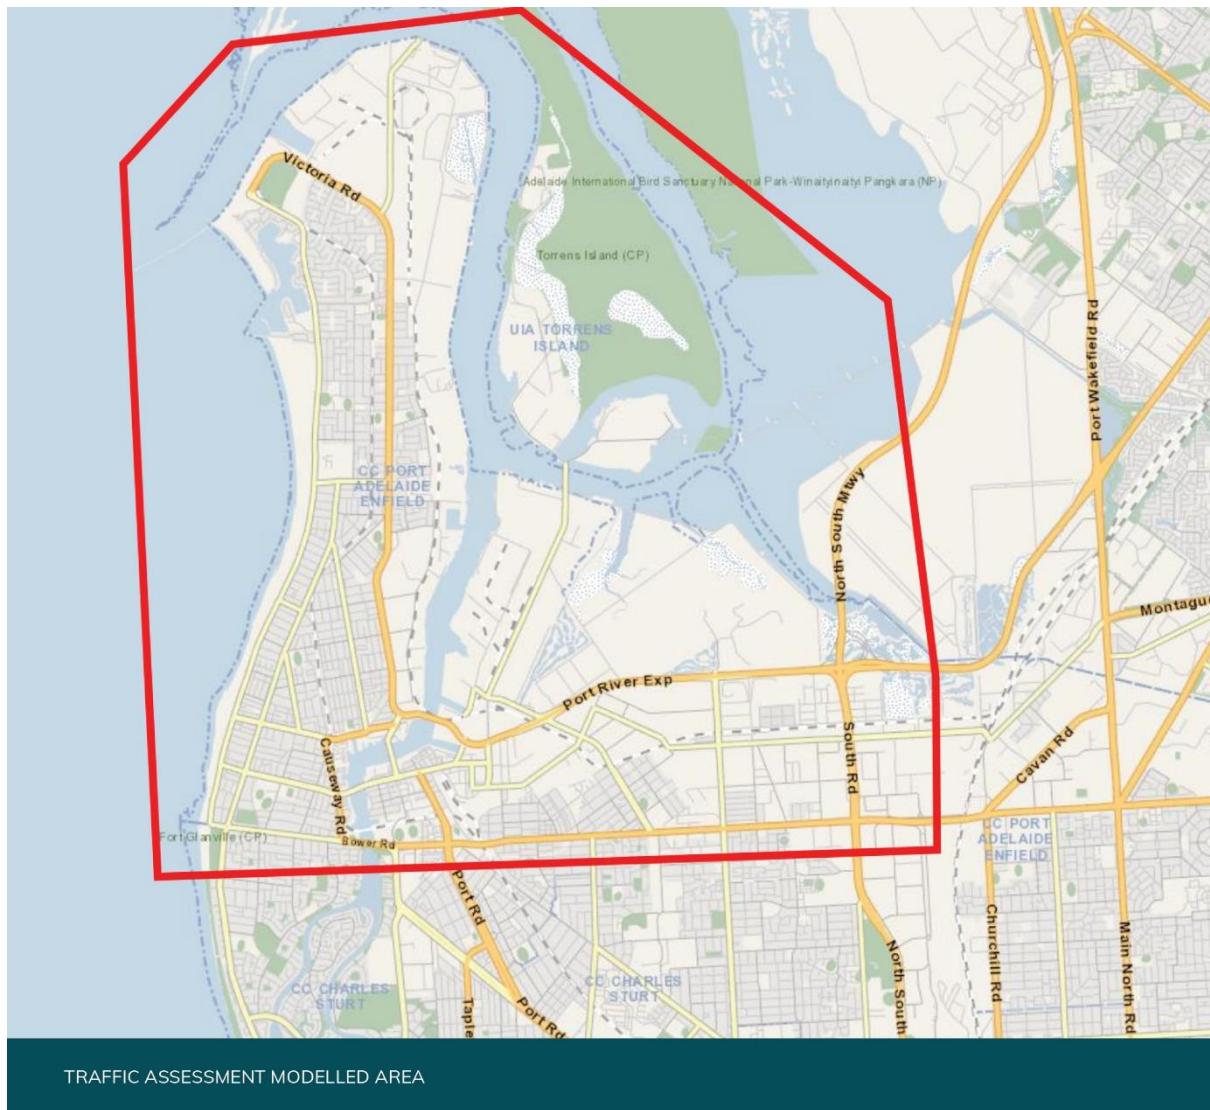 Victoria Rd
Adelaide International Bird Sanctuary National Park-Winaityinaityi Pangkara (NP)
Torrens Island (CP)
UIA TORRENS
ISLAND
Port Wakefield Rd
CC PORT
ADELAIDE
ENFIELD
North South Mtwy
Montague
Port River Exp
Causeway Rd
South Rd
Cavan Rd
Fort Glanville (CP)
Bower Rd
CC PORT
ADELAIDE
ENFIELD
Port Rd
Churchill Rd
Main North Rd
North South
CC CHARLES
STURT
CC CHARLES
STURT
Taple
Port Rd
TRAFFIC ASSESSMENT MODELLED AREA